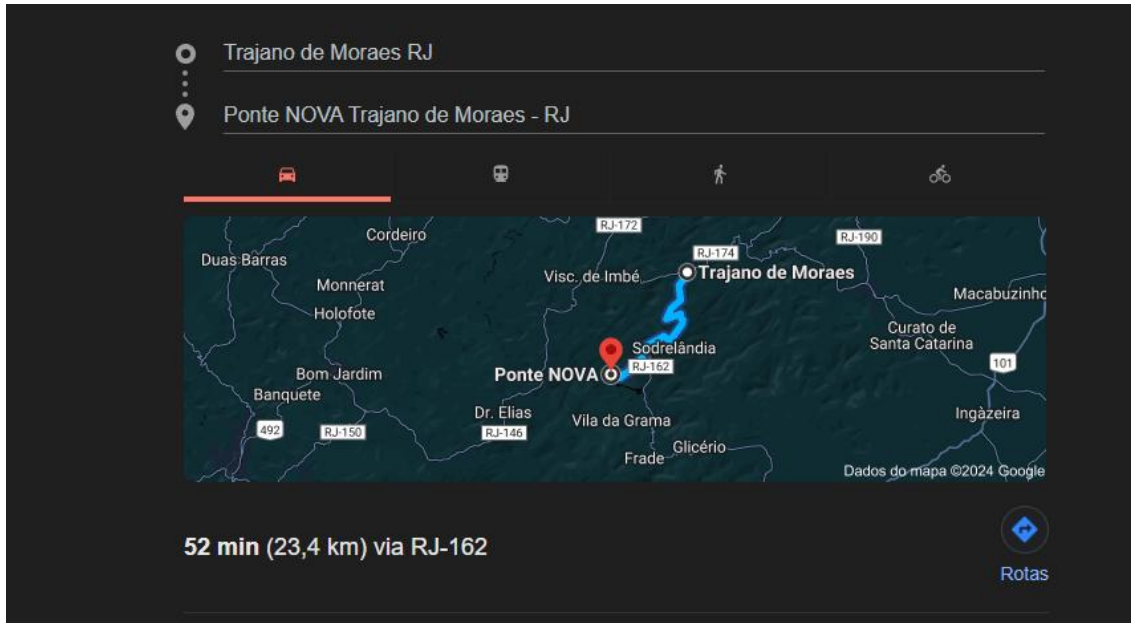 Trajano de Moraes RJ
Ponte NOVA Trajano de Moraes - RJ
RJ-172
Cordeiro
RJ-190
Duas Barras
RJ-174
Visc. de Imbé
Trajano de Moraes
Monnerat
Macabuzinho
Holofote
Curato de
Santa Catarina
Sodrelândia
RJ-162
101
Bom Jardim
Ponte NOVA
Banquete
Dr. Elias
Vila da Grama
Ingàzeira
492
RJ-150
RJ-146
Glicério
Frade
Dados do mapa ©2024 Google
52 min (23,4 km) via RJ-162
Rotas